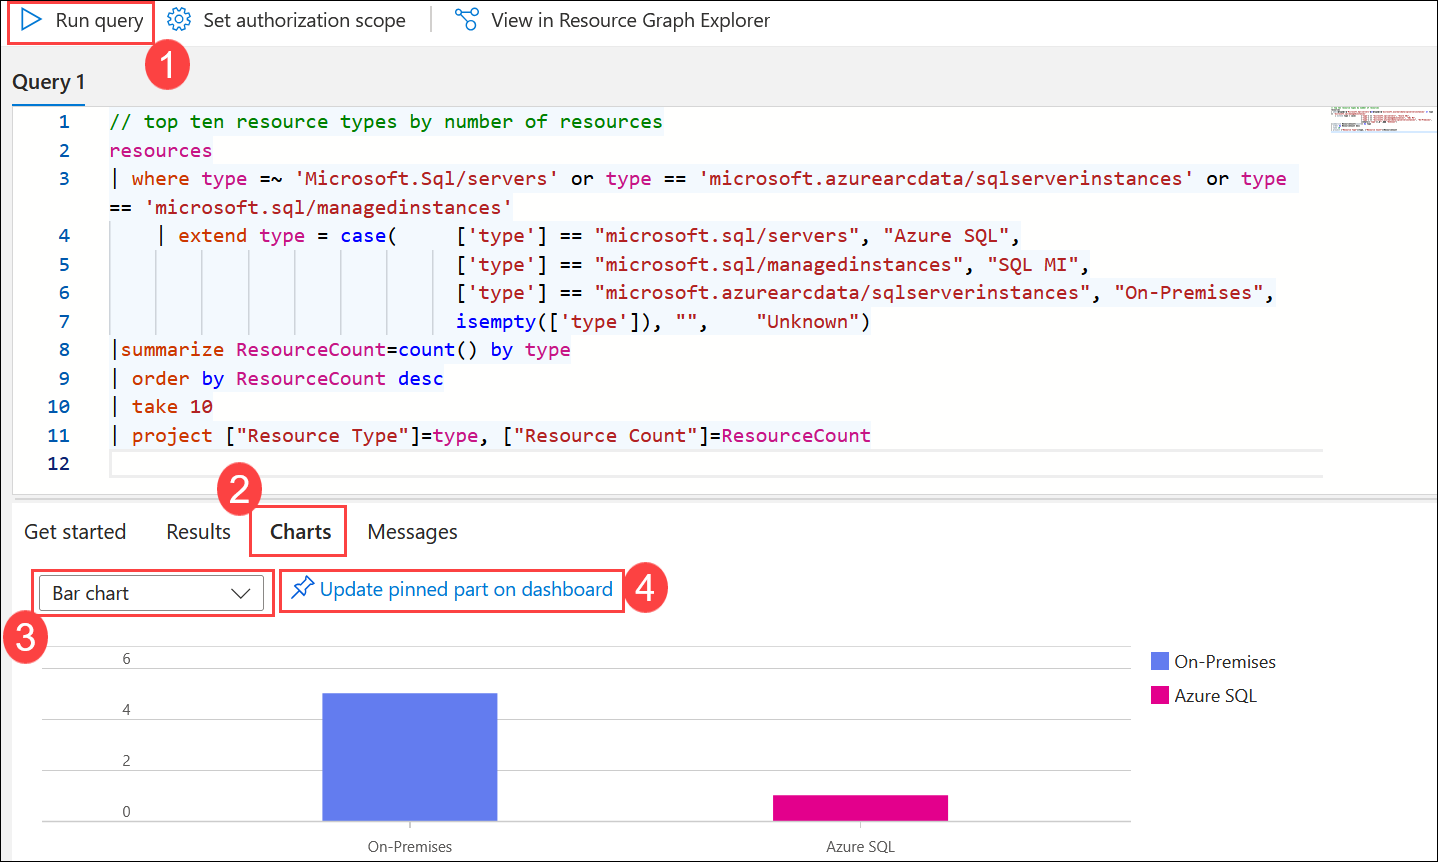 Run query Set authorization scope View in Resource Graph Explorer
1
Query 1
1 // top ten resource types by number of resources
2 resources
3 | where type =~ 'Microsoft.Sql/servers' or type == 'microsoft.azurearcdata/sqlserverinstances' or type
== 'microsoft.sql/managedinstances'
4 | extend type = case( ['type'] == "microsoft.sql/servers", "Azure SQL",
5 ['type'] == "microsoft.sql/managedinstances", "SQL MI",
6 ['type'] == "microsoft.azurearcdata/sqlserverinstances", "On-Premises",
7 isempty(['type']), "", "Unknown")
8 |summarize ResourceCount=count() by type
9 | order by ResourceCount desc
10 | take 10
11 | project ["Resource Type"]=type, ["Resource Count"]=ResourceCount
12
2
Get started Results Charts Messages
Bar chart Update pinned part on dashboard 4
3
6
4
2
0
On-Premises Azure SQL
On-Premises
Azure SQL